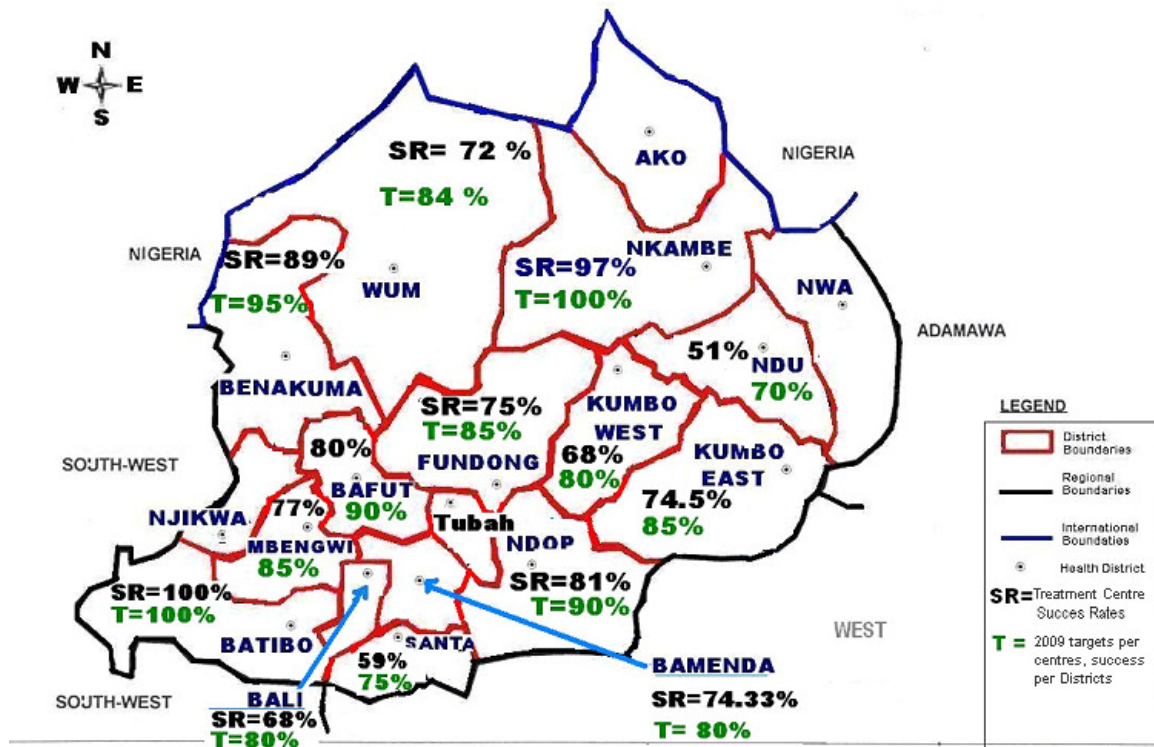 N
W E
S
SR= 72 %
T=84 %
AKO
NIGERIA
NIGERIA
SR=89%
T=95%
WUM
NKAMBE
SR=97%
T=100%
NWA
ADAMAWA
51%
NDU
70%
BENAKUMA
SR=75%
T=85%
FUNDONG
KUMBO
WEST
68%
80%
KUMBO
EAST
74.5%
85%
SOUTH-WEST
80%
BAFUT
90%
NJIKWA
77%
MBENGWI
85%
Tubah
NDOP
SR=81%
T=90%
SR=100%
T=100%
BATIBO
SANTA
59%
75%
WEST
SOUTH-WEST
BALI
SR=68%
T=80%
BAMENDA
SR=74.33%
T= 80%
LEGEND
District
Boundaries
Regional
Boundaries
International
Boundaties
Health District
SR= Treatment Centre
Succes Rates
T = 2009 targets per
centres, success
per Districts